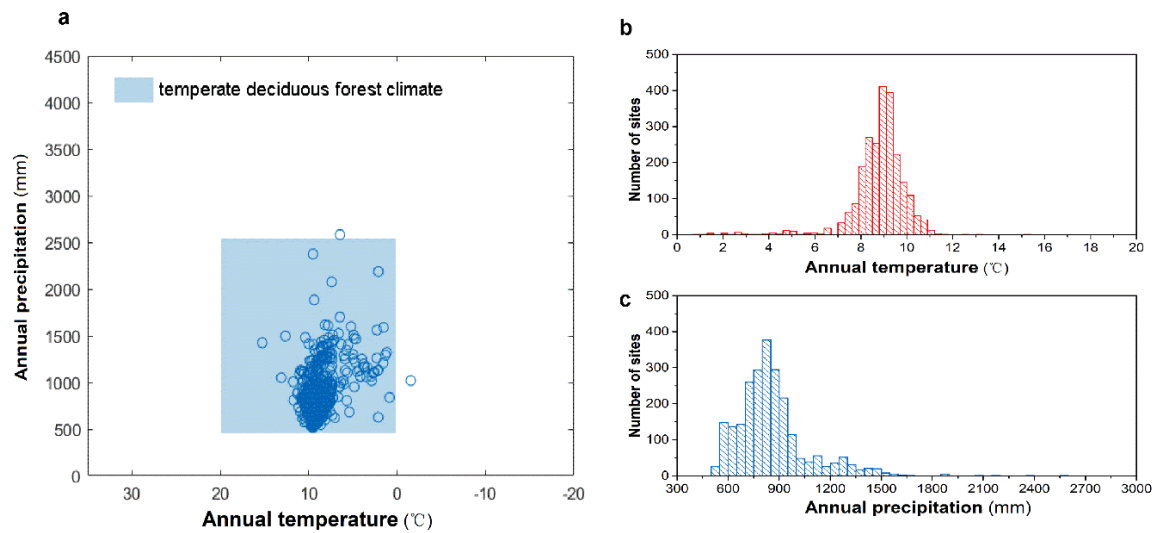 a
4500
4000
3500
3000
2500
2000
1500
1000
500
0
temperate deciduous forest climate
Annual precipitation (mm)
30 20 10 0 -10 -20
Annual temperature (℃)
b
500
400
300
200
100
0
Number of sites
0 2 4 6 8 10 12 14 16 18 20
Annual temperature (℃)
c
500
400
300
200
100
0
Number of sites
300 600 900 1200 1500 1800 2100 2400 2700 3000
Annual precipitation (mm)